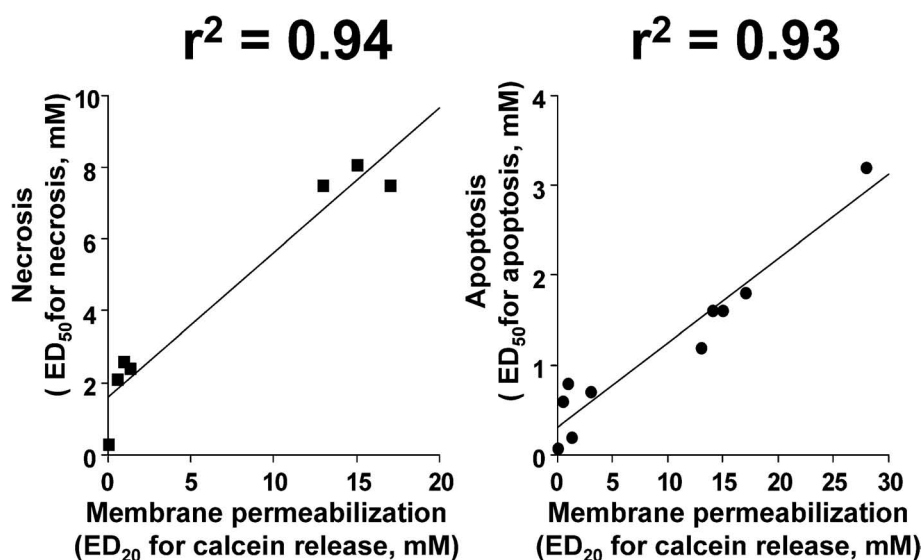 r² = 0.94
Necrosis
( ED₅₀for necrosis, mM)
10
8
6
4
2
0
0
5
10
15
20
Membrane permeabilization
(ED₂₀ for calcein release, mM)
r² = 0.93
Apoptosis
( ED₅₀for apoptosis, mM)
4
3
2
1
0
0
5
10
15
20
25
30
Membrane permeabilization
(ED₂₀ for calcein release, mM)